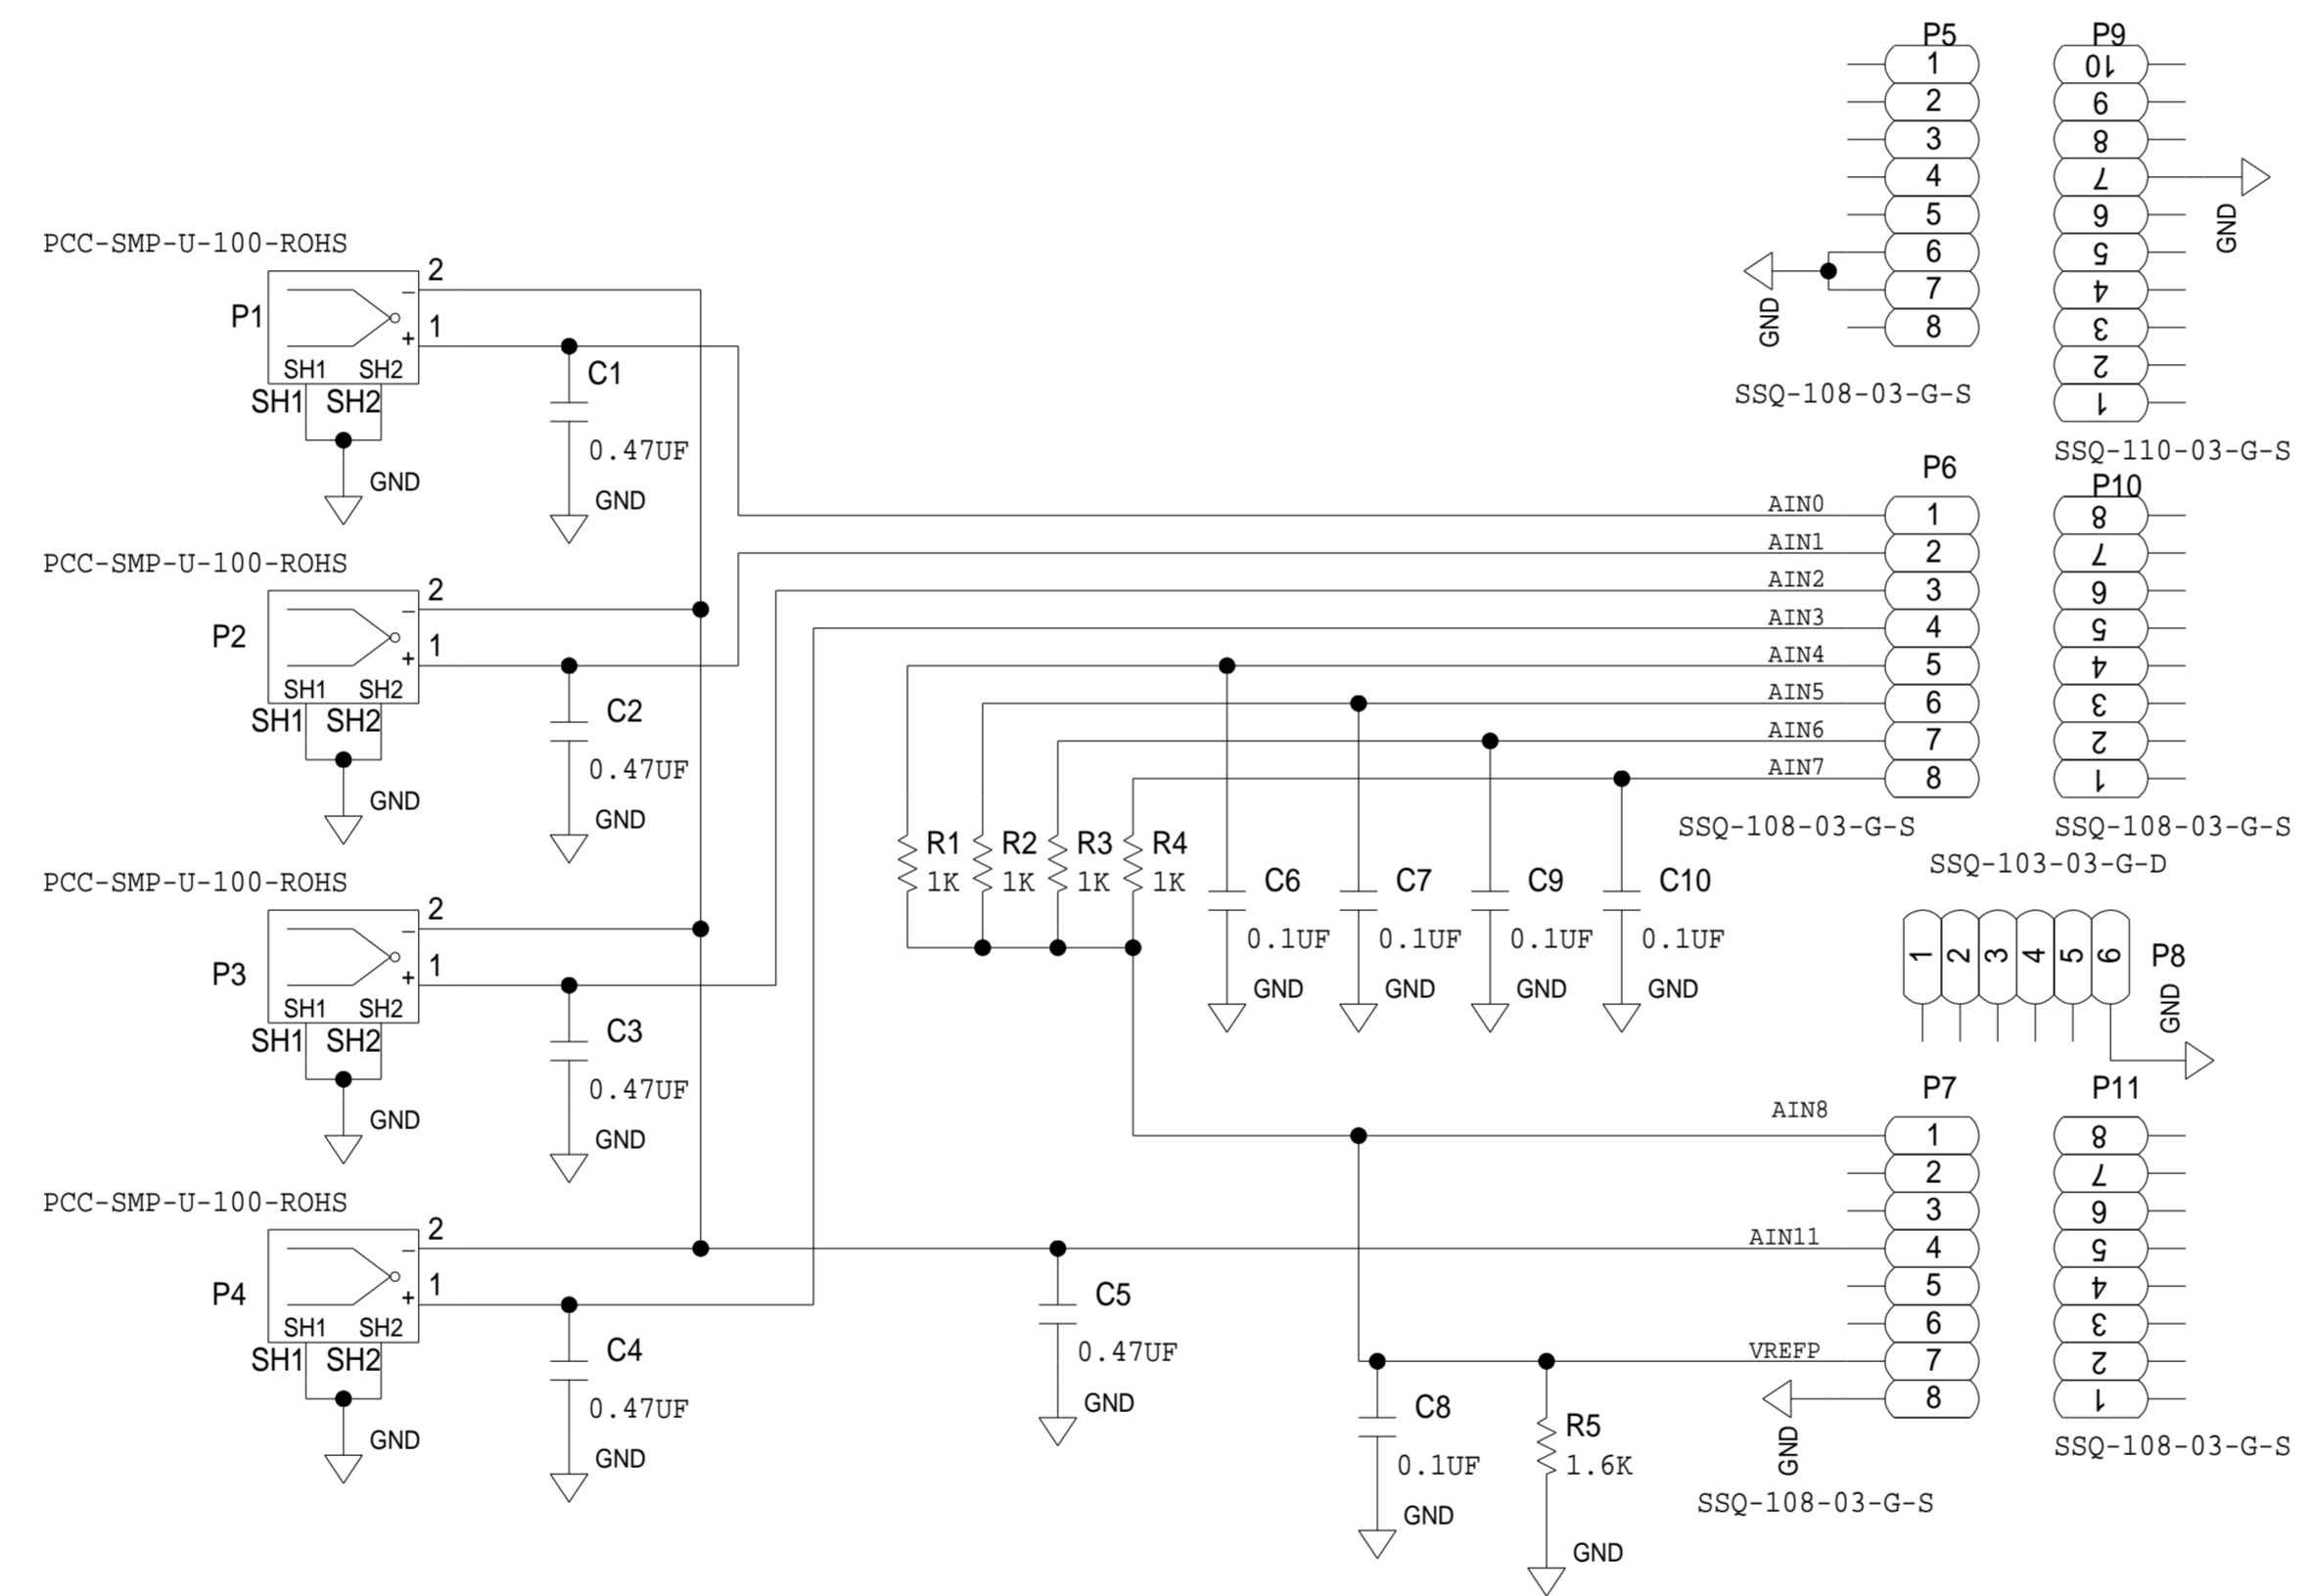 PCC-SMP-U-100-ROHS
P1
2
−
1
+
SH1 SH2
SH1 SH2
GND
C1
0.47UF
GND
PCC-SMP-U-100-ROHS
P2
2
−
1
+
SH1 SH2
SH1 SH2
GND
C2
0.47UF
GND
PCC-SMP-U-100-ROHS
P3
2
−
1
+
SH1 SH2
SH1 SH2
GND
C3
0.47UF
GND
PCC-SMP-U-100-ROHS
P4
2
−
1
+
SH1 SH2
SH1 SH2
GND
C4
0.47UF
GND
R1
1K
R2
1K
R3
1K
R4
1K
C6
0.1UF
GND
C7
0.1UF
GND
C9
0.1UF
GND
C10
0.1UF
GND
C5
0.47UF
GND
C8
0.1UF
GND
R5
1.6K
GND
P5
1
2
3
4
5
6
7
8
GND
SSQ-108-03-G-S
P9
10
9
8
7
6
5
4
3
2
1
GND
SSQ-110-03-G-S
P6
AIN0 1
AIN1 2
AIN2 3
AIN3 4
AIN4 5
AIN5 6
AIN6 7
AIN7 8
SSQ-108-03-G-S
P10
8
7
6
5
4
3
2
1
SSQ-108-03-G-S
SSQ-103-03-G-D
1 2 3 4 5 6
P8
GND
P7
AIN8 1
2
3
AIN11 4
5
6
VREFP 7
8
GND
SSQ-108-03-G-S
P11
8
7
6
5
4
3
2
1
SSQ-108-03-G-S